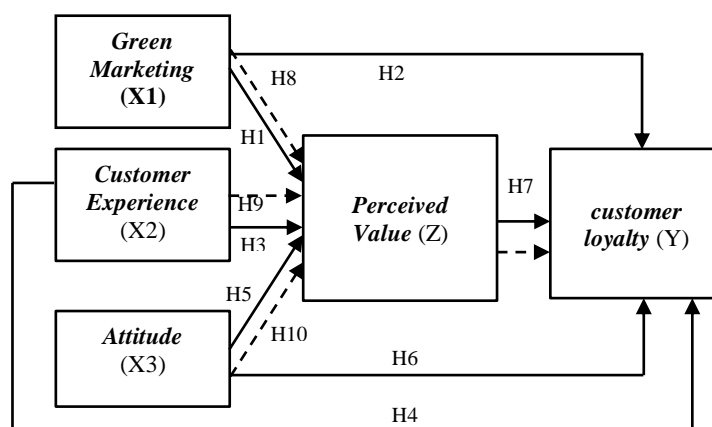 Green
Marketing
(X1)
H8
H2
H1
Customer
Experience
(X2)
H9
H3
Perceived
Value (Z)
H7
customer
loyalty (Y)
H5
H10
Attitude
(X3)
H6
H4